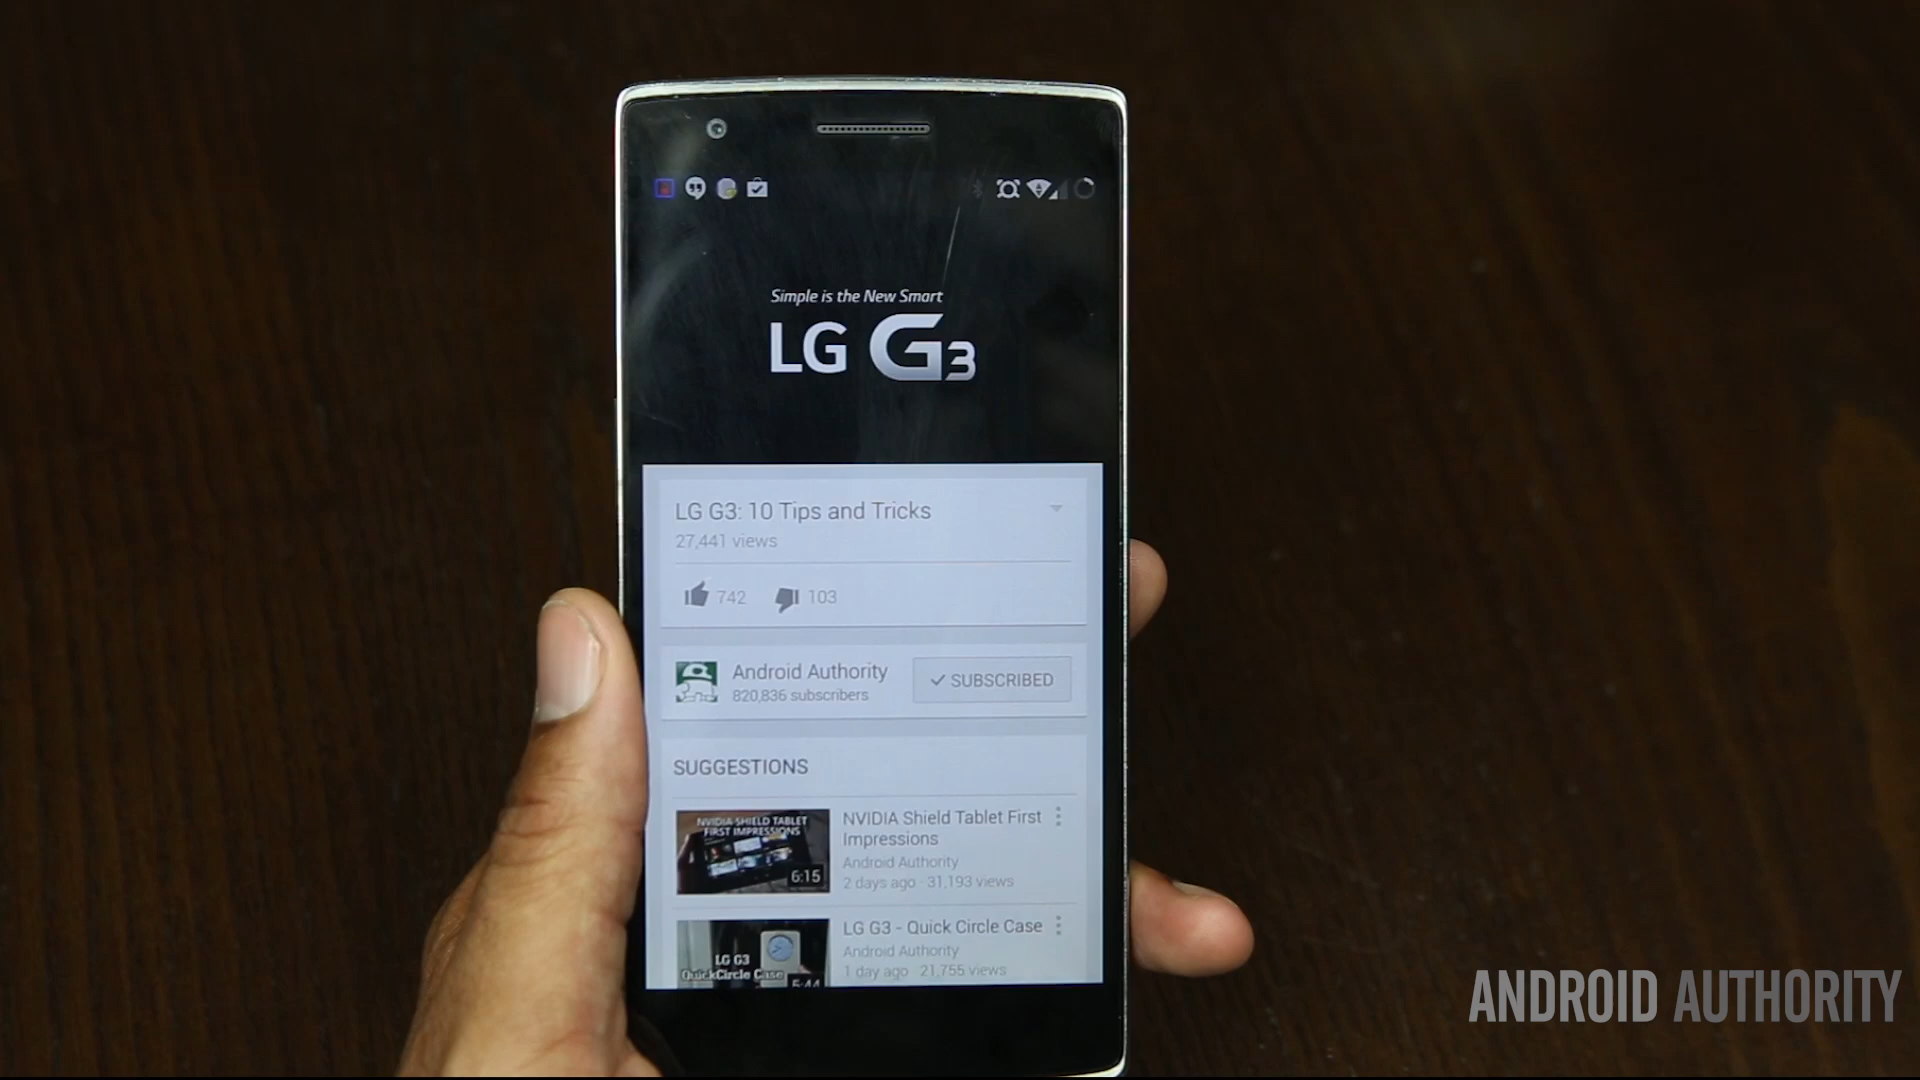 Simple is the New Smart
LG G3
LG G3: 10 Tips and Tricks
27,441 views
742 103
Android Authority
820,836 subscribers
SUBSCRIBED
SUGGESTIONS
NVIDIA SHIELD TABLET
FIRST IMPRESSIONS
6:15
NVIDIA Shield Tablet First
Impressions
Android Authority
2 days ago · 31,193 views
LG G3
QuickCircle Case
5:44
LG G3 - Quick Circle Case
Android Authority
1 day ago · 21,755 views
ANDROID AUTHORITY